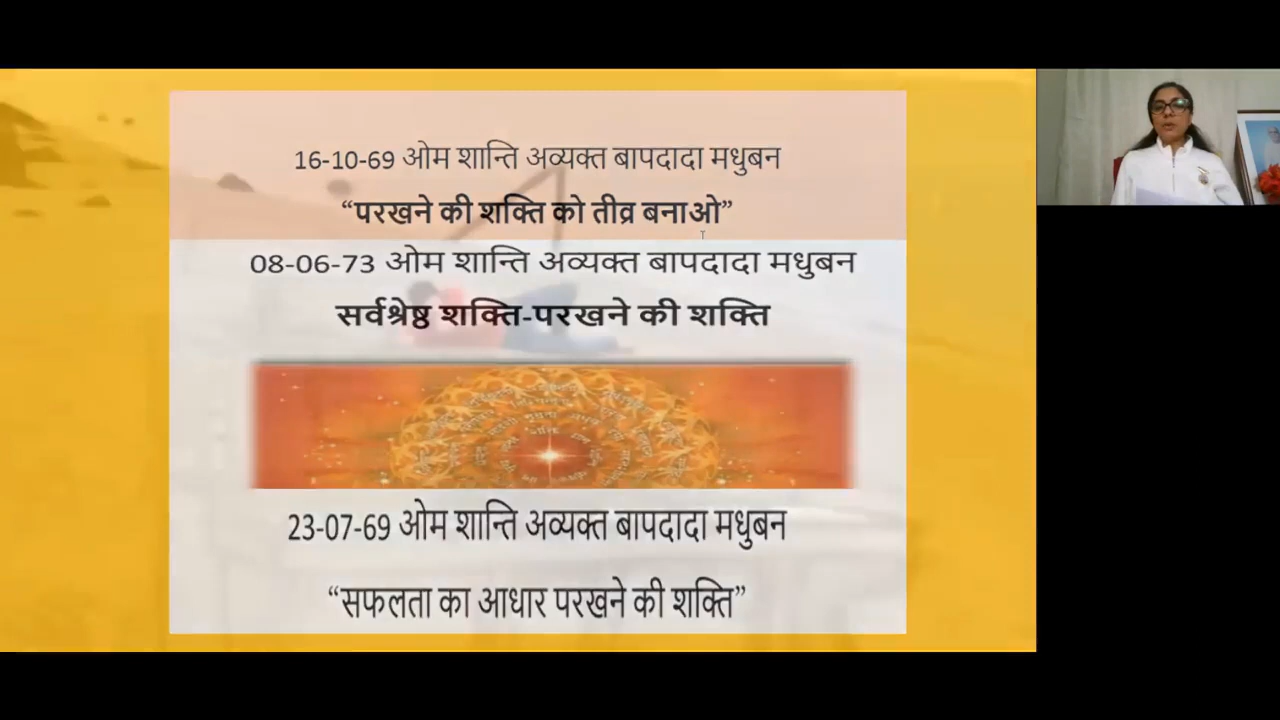 16-10-69 ओम शान्ति अव्यक्त बापदादा मधुबन
“परखने की शक्ति को तीव्र बनाओ”
08-06-73 ओम शान्ति अव्यक्त बापदादा मधुबन
सर्वश्रेष्ठ शक्ति-परखने की शक्ति
23-07-69 ओम शान्ति अव्यक्त बापदादा मधुबन
“सफलता का आधार परखने की शक्ति”